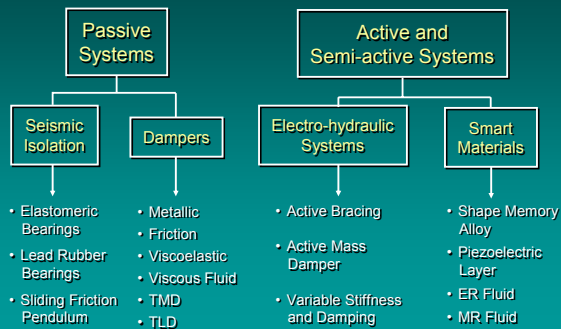 Passive
Systems
Active and
Semi-active Systems
Seismic
Isolation
Dampers
Electro-hydraulic
Systems
Smart
Materials
• Elastomeric
Bearings
• Lead Rubber
Bearings
• Sliding Friction
Pendulum
• Metallic
• Friction
• Viscoelastic
• Viscous Fluid
• TMD
• TLD
• Active Bracing
• Active Mass
Damper
• Variable Stiffness
and Damping
• Shape Memory
Alloy
• Piezoelectric
Layer
• ER Fluid
• MR Fluid